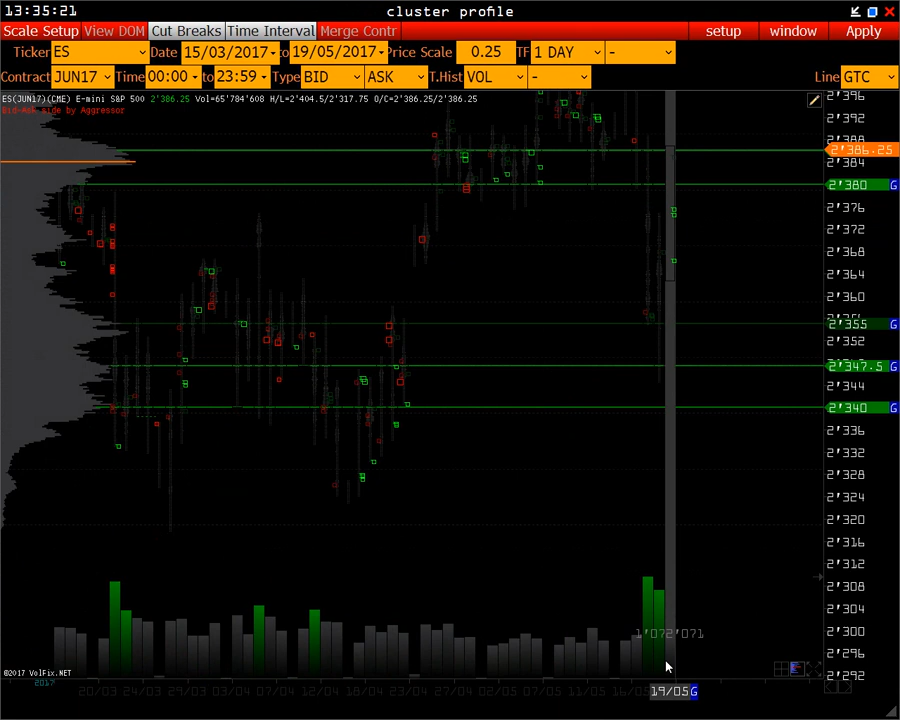 13:35:21 cluster profile
Scale Setup View DOM Cut Breaks Time Interval Merge Contr setup window Apply
Ticker ES Date 15/03/2017 to 19/05/2017 Price Scale 0.25 TF 1 DAY -
Contract JUN17 Time 00:00 to 23:59 Type BID ASK T.Hist VOL - Line GTC
ES(JUN17)(CME) E-mini S&P 500 2'386.25 Vol=65'784'608 H/L=2'404.5/2'317.75 O/C=2'386.25/2'386.25
Bid-Ask side by Aggressor
2'396
2'392
2'388
2'386.25
2'384
2'380 G
2'376
2'372
2'368
2'364
2'360
2'355 G
2'352
2'347.5 G
2'344
2'340 G
2'336
2'332
2'328
2'324
2'320
2'316
2'312
2'308
2'304
2'300
1'072'071
2'296
2'292
©2017 VolFix.NET
2017
20/03 24/03 29/03 03/04 07/04 12/04 18/04 23/04 27/04 02/05 07/05 11/05 16/05 19/05 G